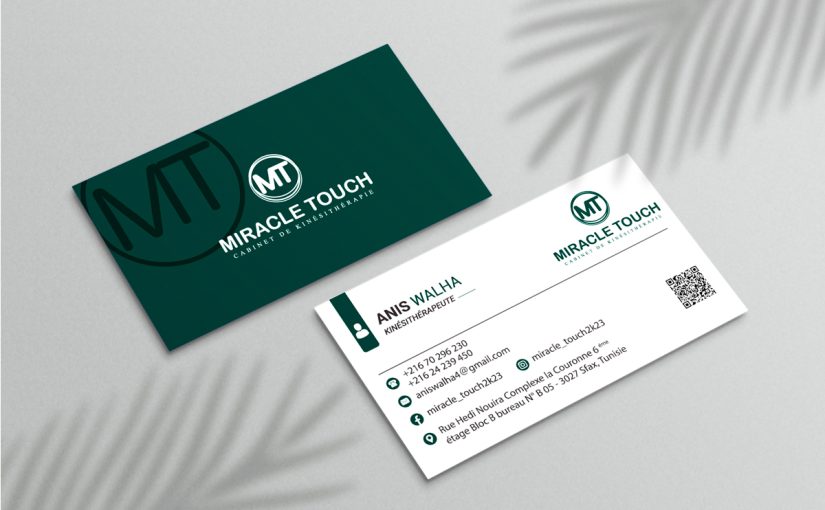 MT
MT
MIRACLE TOUCH
CABINET DE KINÉSITHÉRAPIE
MT
MIRACLE TOUCH
CABINET DE KINÉSITHÉRAPIE
ANIS WALHA
KINÉSITHÉRAPEUTE
+216 70 296 230
+216 24 239 450
aniswalha4@gmail.com
miracle_touch2k23
miracle_touch2k23
Rue Hedi Nouira Complexe la Couronne 6 ème
étage Bloc B bureau N° B 05 - 3027 Sfax, Tunisie